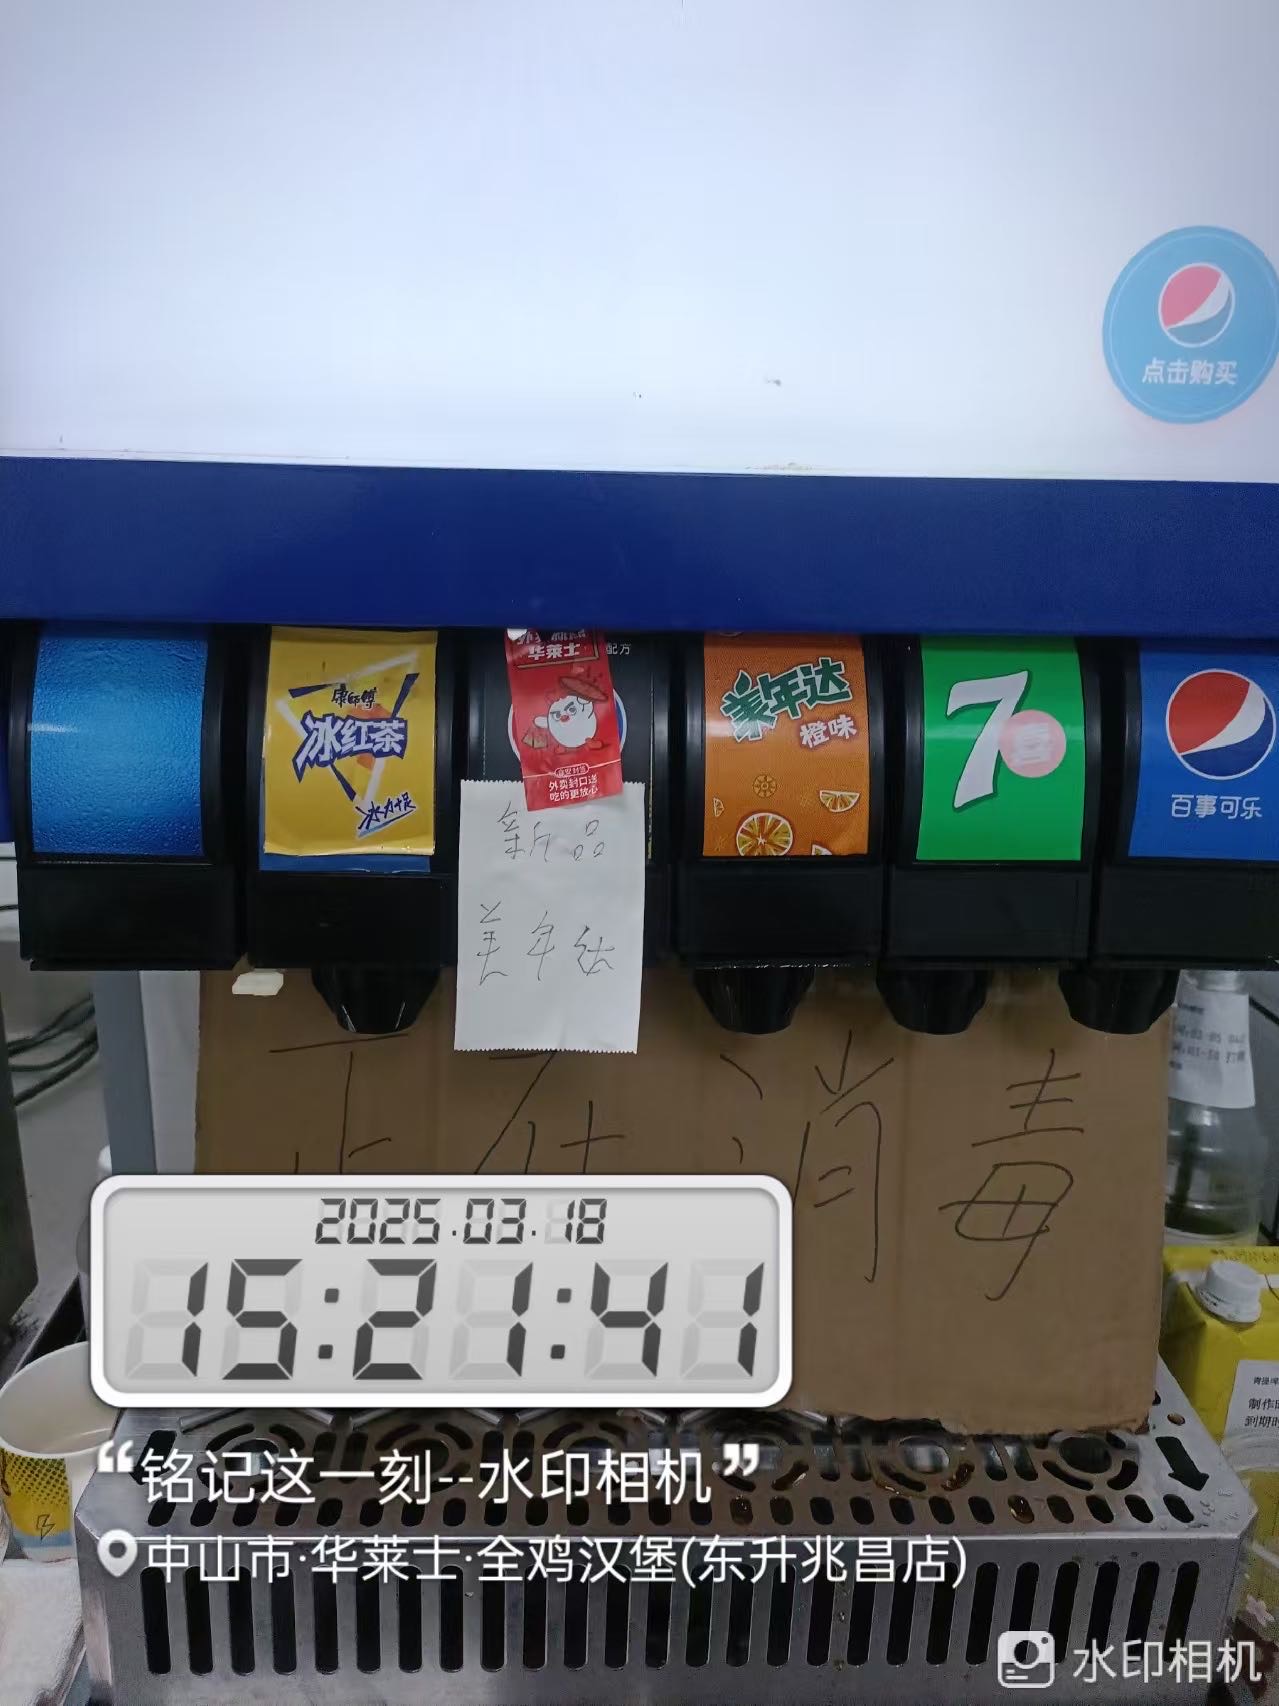 点击购买
华莱士
配方
外卖封口送
吃的更放心
康师傅
冰红茶
冰力十足
美年达
橙味
7
喜
百事可乐
新品
美年达
正在消毒
2025.03.18
15:21:41
“铭记这一刻--水印相机”
中山市·华莱士·全鸡汉堡(东升兆昌店)
水印相机